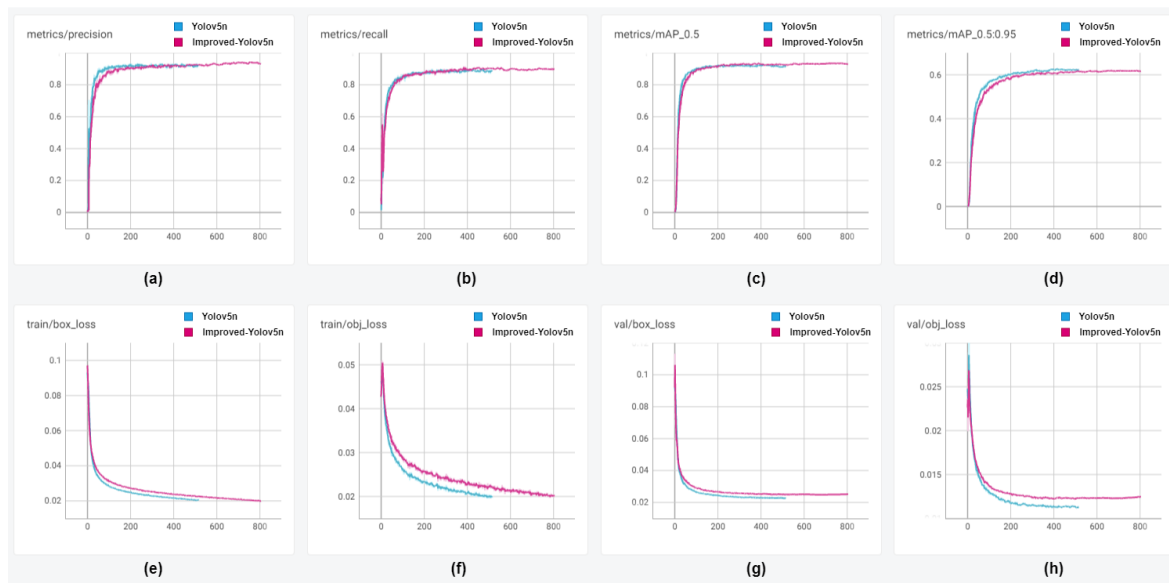 metrics/precision
Yolov5n
Improved-Yolov5n
0.8
0.6
0.4
0.2
0
0 200 400 600 800
(a)
metrics/recall
Yolov5n
Improved-Yolov5n
0.8
0.6
0.4
0.2
0
0 200 400 600 800
(b)
metrics/mAP_0.5
Yolov5n
Improved-Yolov5n
0.8
0.6
0.4
0.2
0
0 200 400 600 800
(c)
metrics/mAP_0.5:0.95
Yolov5n
Improved-Yolov5n
0.6
0.4
0.2
0
0 200 400 600 800
(d)
train/box_loss
Yolov5n
Improved-Yolov5n
0.1
0.08
0.06
0.04
0.02
0 200 400 600 800
(e)
train/obj_loss
Yolov5n
Improved-Yolov5n
0.05
0.04
0.03
0.02
0 200 400 600 800
(f)
val/box_loss
Yolov5n
Improved-Yolov5n
0.1
0.08
0.06
0.04
0.02
0 200 400 600 800
(g)
val/obj_loss
Yolov5n
Improved-Yolov5n
0.025
0.02
0.015
0 200 400 600 800
(h)